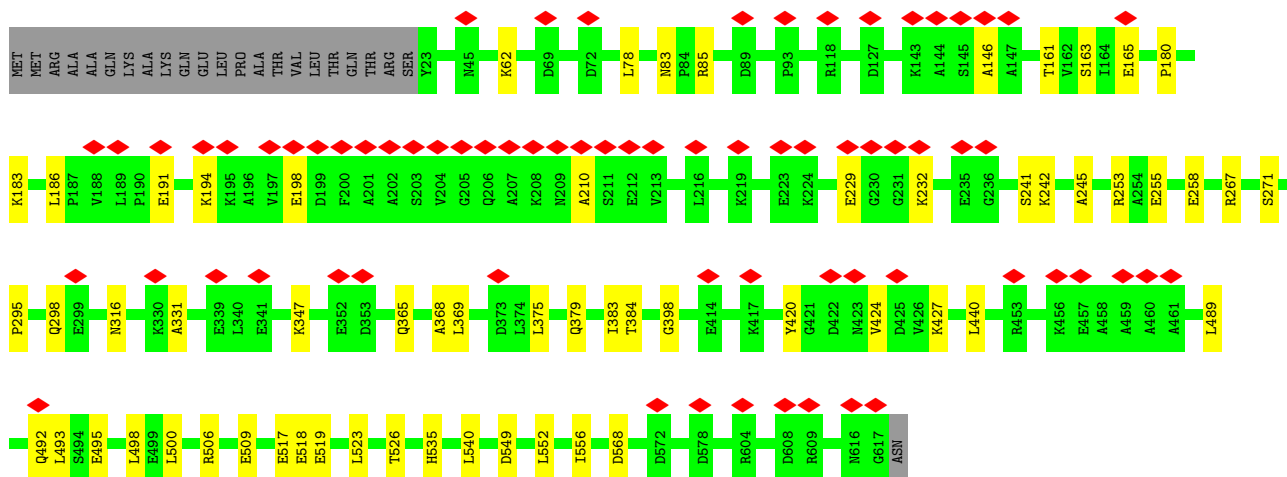 MET MET ARG ALA ALA GLN LYS ALA LYS GLN GLU LEU PRO ALA THR VAL LEU THR GLN THR ARG SER Y23 N45 K62 D69 D72 L78 N83 P84 R85 D89 P93 R118 D127 K143 A144 S145 A146 A147 T161 V162 S163 I164 E165 P180
K183 L186 P187 V188 L189 P190 E191 K194 K195 A196 V197 E198 D199 F200 A201 A202 S203 V204 G205 Q206 A207 K208 N209 A210 S211 E212 V213 L216 K219 E223 K224 E229 G230 G231 K232 E235 G236 S241 K242 A245 R253 A254 E255 E258 R267 S271
P295 Q298 E299 N316 K330 A331 E339 L340 E341 K347 E352 D353 Q365 A368 L369 D373 L374 L375 Q379 I383 T384 G398 E414 K417 Y420 G421 D422 N423 V424 D425 V426 K427 L440 R453 K456 E457 A458 A459 A460 A461 L489
Q492 L493 S494 E495 L498 E499 L500 R506 E509 E517 E518 E519 L523 T526 H535 L540 D549 L552 I556 D568 D572 D578 R604 D608 R609 N616 G617 ASN